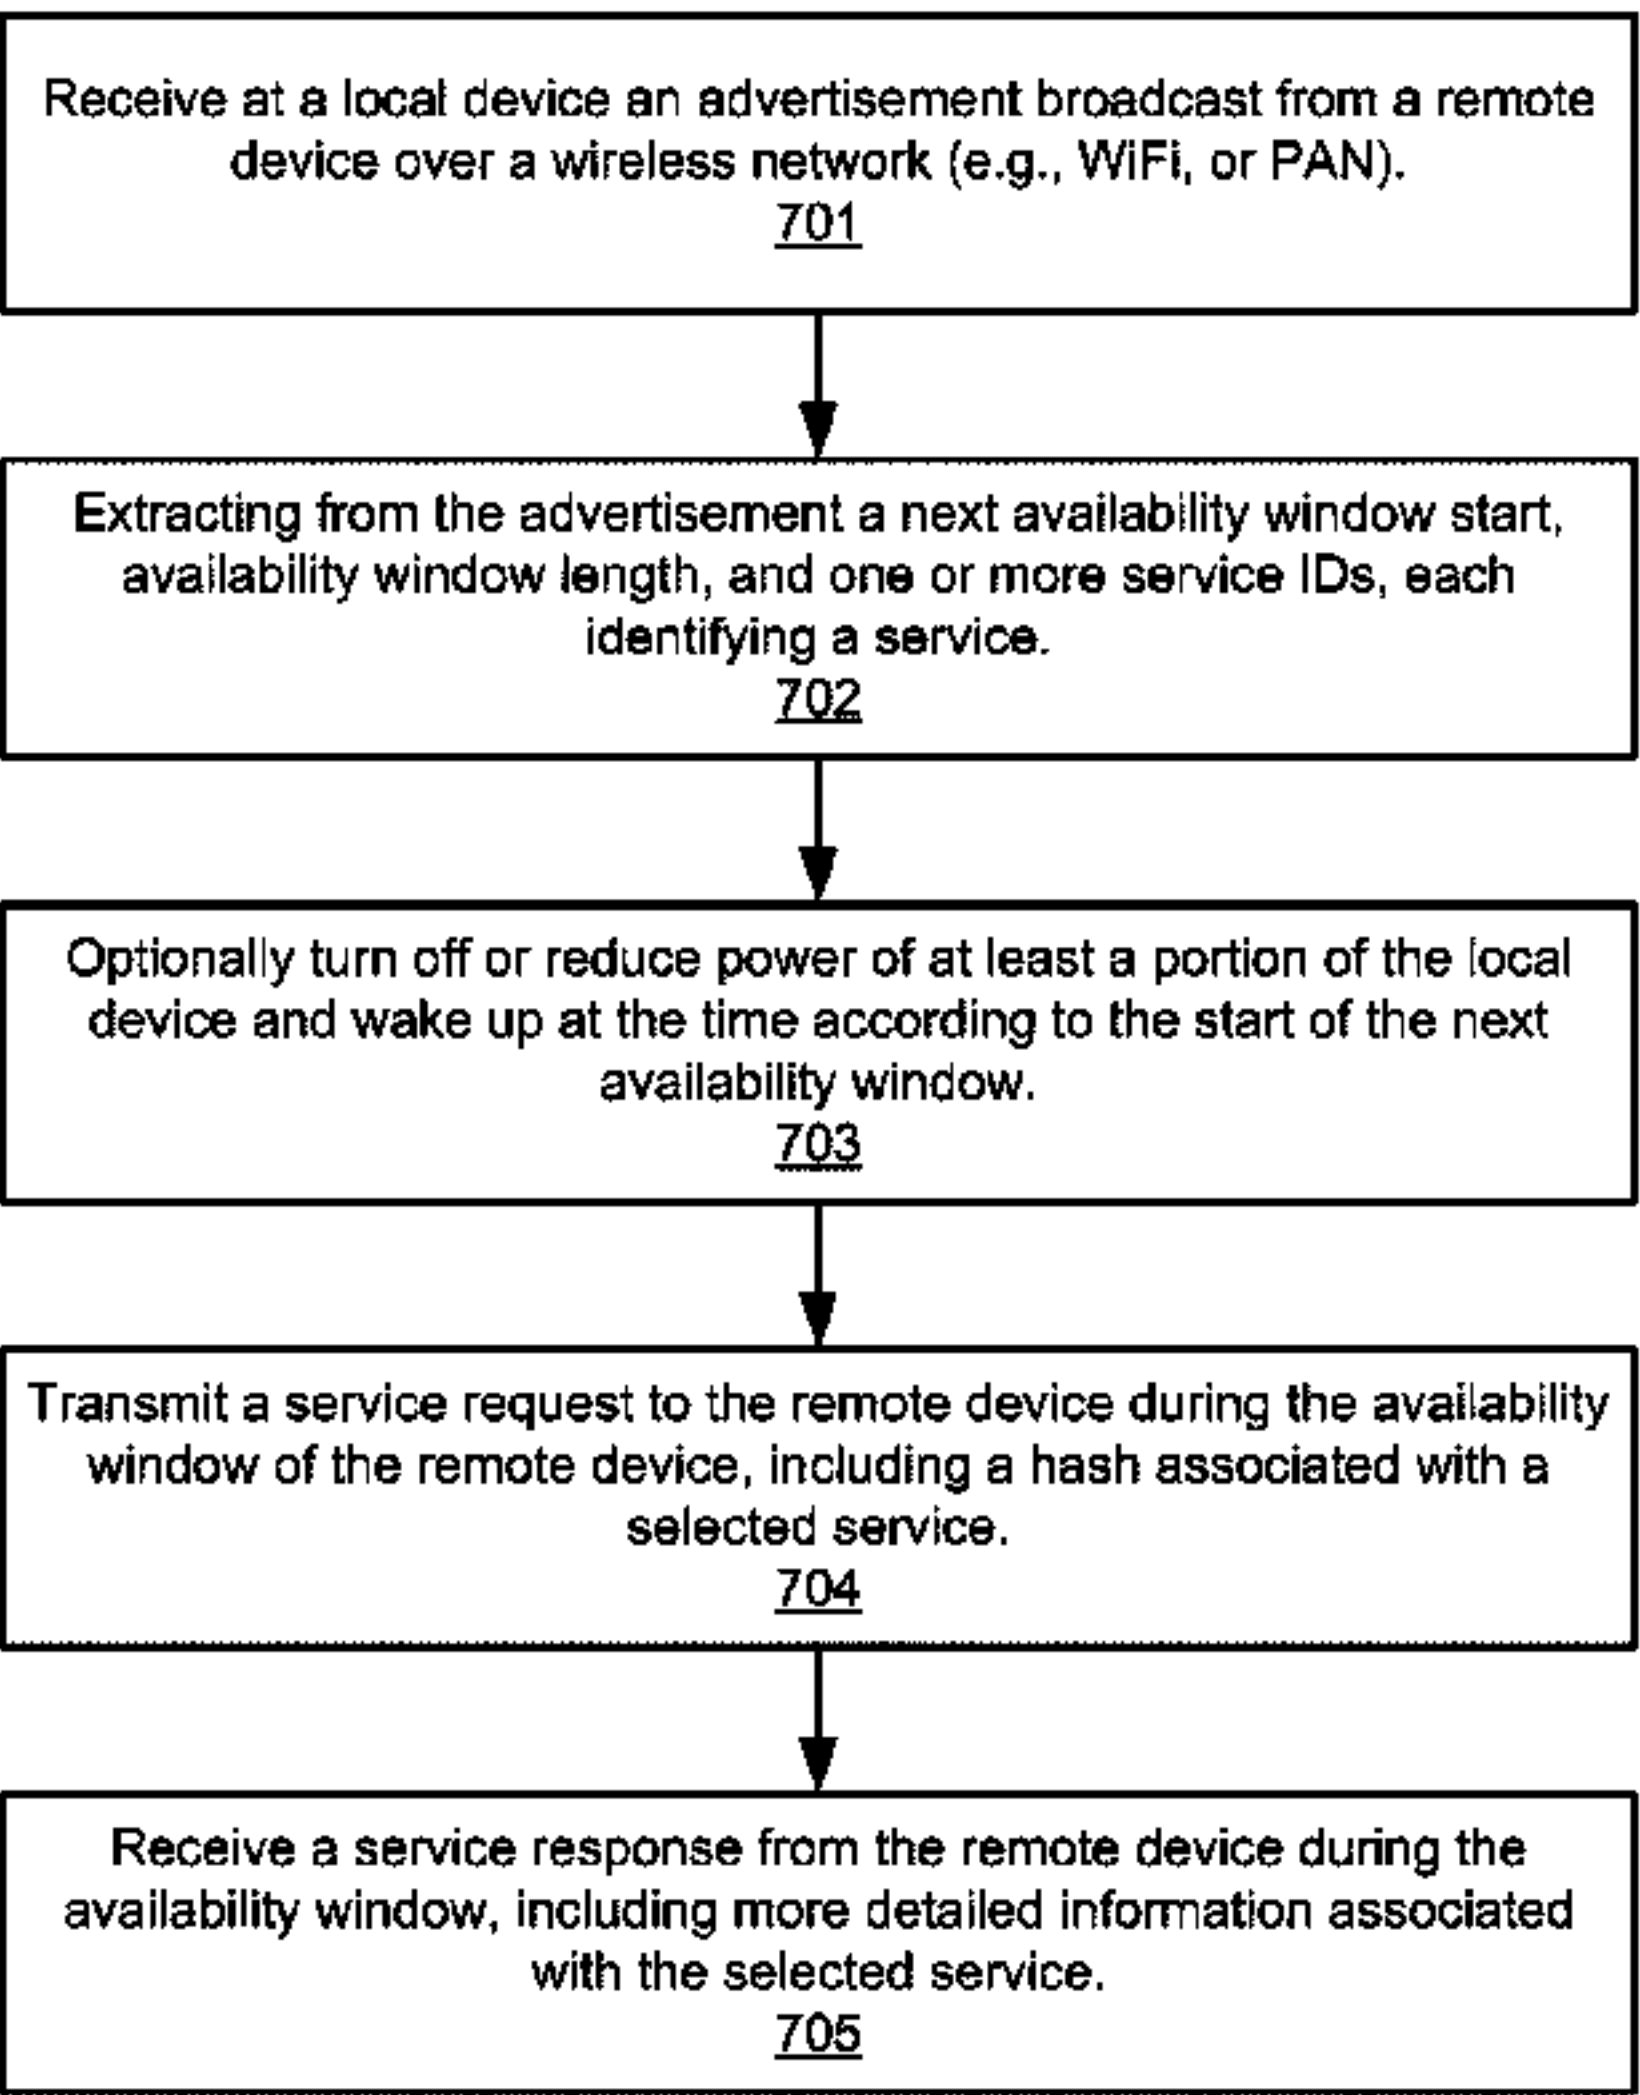 Receive at a local device an advertisement broadcast from a remote
device over a wireless network (e.g., WiFi, or PAN).
701
Extracting from the advertisement a next availability window start,
availability window length, and one or more service IDs, each
identifying a service.
702
Optionally turn off or reduce power of at least a portion of the local
device and wake up at the time according to the start of the next
availability window.
703
Transmit a service request to the remote device during the availability
window of the remote device, including a hash associated with a
selected service.
704
Receive a service response from the remote device during the
availability window, including more detailed information associated
with the selected service.
705